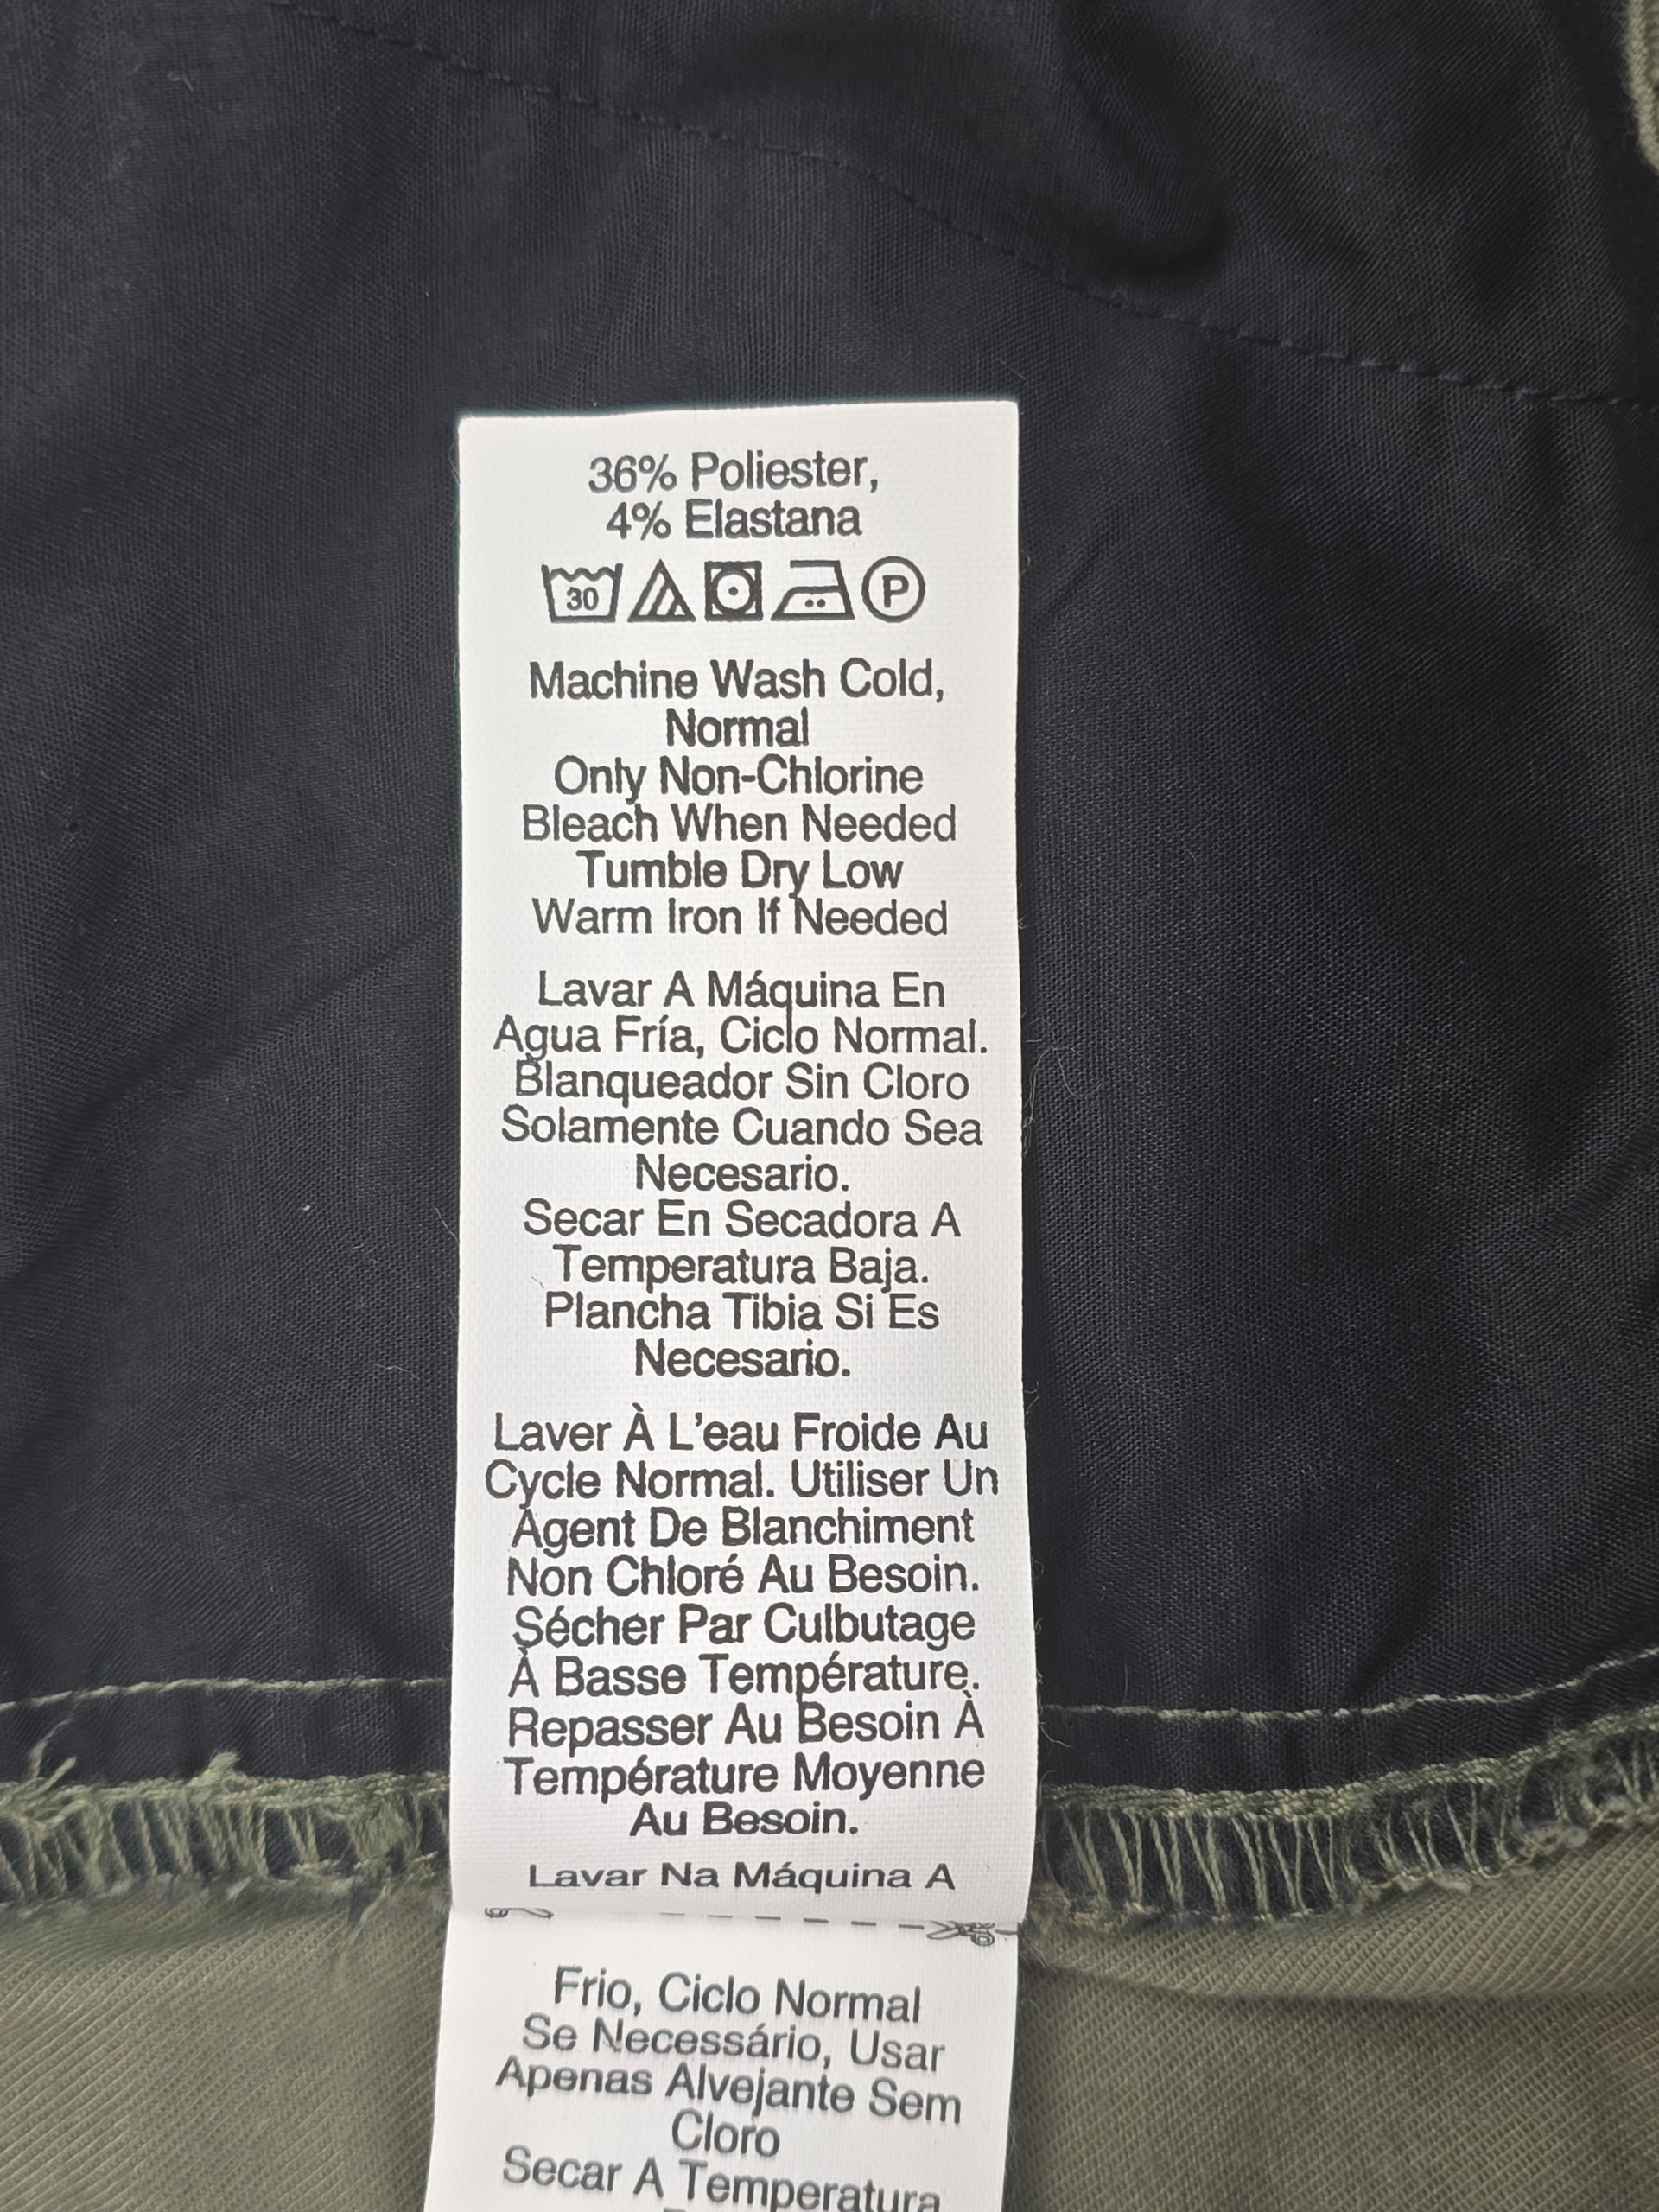 36% Poliester,
4% Elastana
30 P
Machine Wash Cold,
Normal
Only Non-Chlorine
Bleach When Needed
Tumble Dry Low
Warm Iron If Needed
Lavar A Máquina En
Agua Fría, Ciclo Normal.
Blanqueador Sin Cloro
Solamente Cuando Sea
Necesario.
Secar En Secadora A
Temperatura Baja.
Plancha Tibia Si Es
Necesario.
Laver À L'eau Froide Au
Cycle Normal. Utiliser Un
Agent De Blanchiment
Non Chloré Au Besoin.
Sécher Par Culbutage
À Basse Température.
Repasser Au Besoin À
Température Moyenne
Au Besoin.
Lavar Na Máquina A
Frio, Ciclo Normal
Se Necessário, Usar
Apenas Alvejante Sem
Cloro
Secar A Temperatura